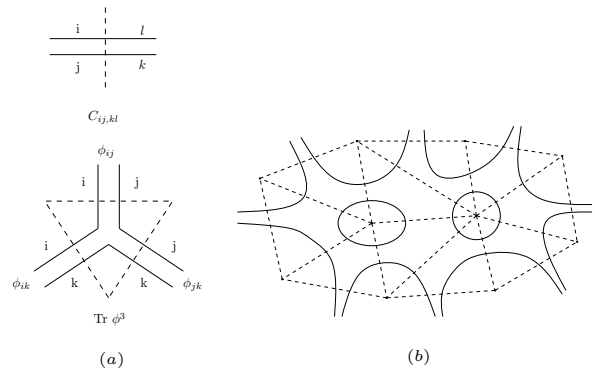 i l
j k
C_{ij,kl}
ϕ_{ij}
i j
i j
ϕ_{ik} k k ϕ_{jk}
Tr ϕ^3
(a) (b)